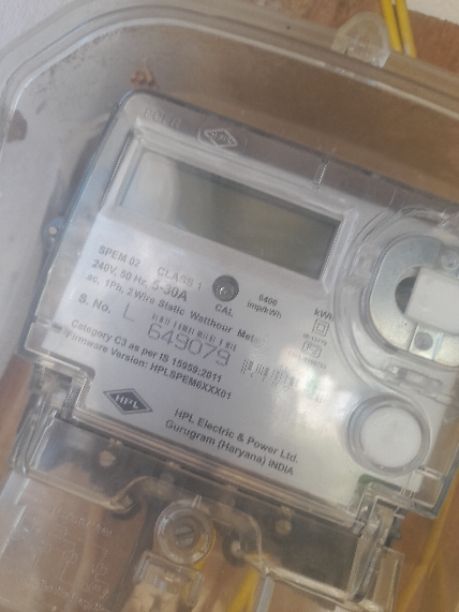 HPL
SPEM 02 CLASS 1
240V, 50 Hz, 5-30A
ac, 1Ph, 2 Wire Static Watthour Meter
CAL
6400
imp/kWh
kWh
S. No. L 649079
Category C3 as per IS 15959:2011
Firmware Version: HPLSPEM6XXX01
HPL
HPL Electric & Power Ltd.
Gurugram (Haryana) INDIA